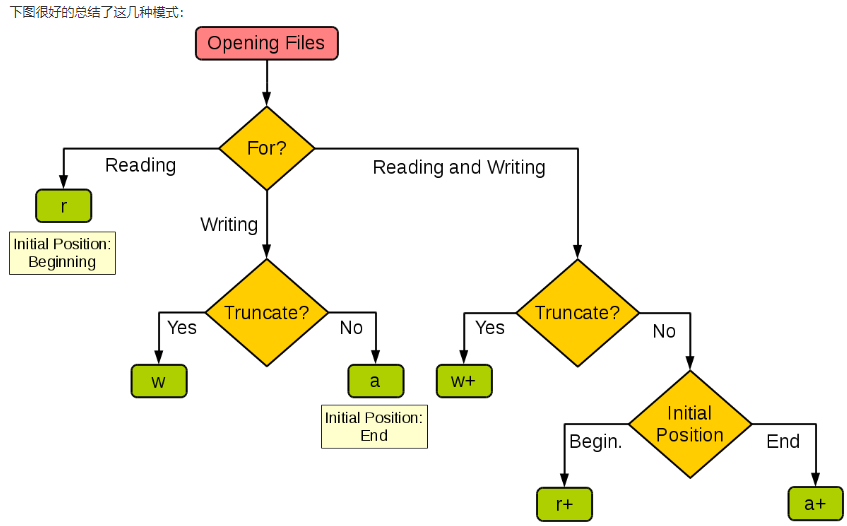 下图很好的总结了这几种模式：
Opening Files
For?
Reading
Reading and Writing
r
Writing
Initial Position:
Beginning
Truncate?
Yes
No
Truncate?
Yes
No
w
a
w+
Initial Position:
End
Initial
Position
Begin.
End
r+
a+